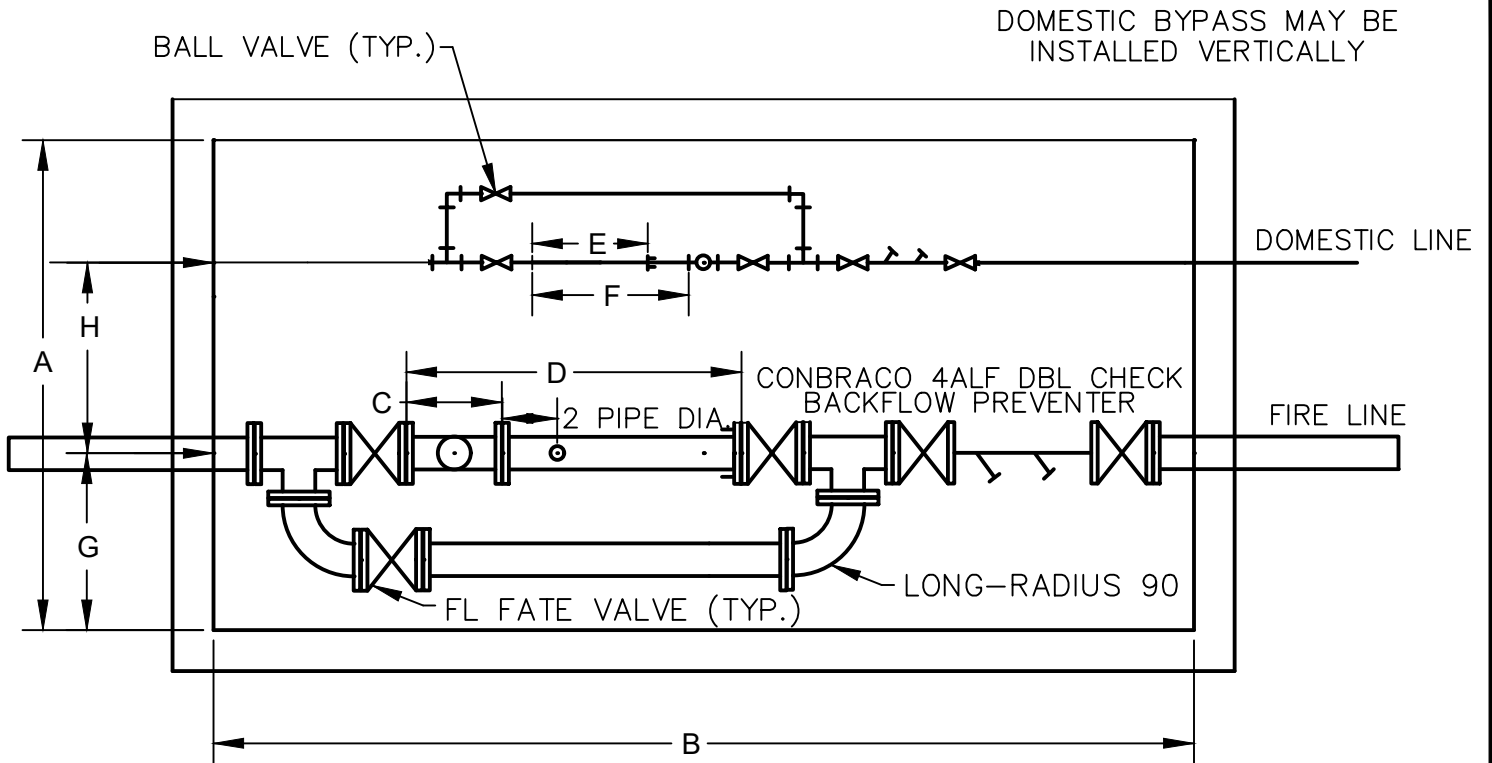 DOMESTIC BYPASS MAY BE
INSTALLED VERTICALLY
BALL VALVE (TYP.)
DOMESTIC LINE
E
F
H
A
D
C
CONBRACO 4ALF DBL CHECK
BACKFLOW PREVENTER
2 PIPE DIA.
FIRE LINE
G
LONG-RADIUS 90
FL FATE VALVE (TYP.)
B